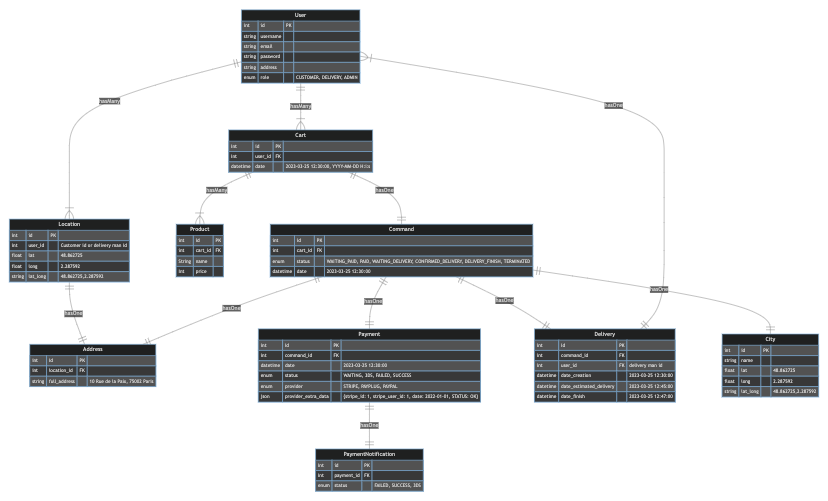 User
int id PK
string username
string email
string password
string address
enum role CUSTOMER, DELIVERY, ADMIN
hasMany
hasMany
hasOne
Cart
int id PK
int user_id FK
datetime date 2023-03-25 13:30:00, YYYY-MM-DD H:i:s
hasMany
hasOne
Location
int id PK
int user_id Customer id or delivery man id
float lat 48.862725
float long 2.287592
string lat_long 48.862725,2.287592
Product
int id PK
int cart_id FK
String name
int price
Command
int id PK
int cart_id FK
enum status WAITING_PAID, PAID, WAITING_DELIVERY, CONFIRMED_DELIVERY, DELIVERY_FINISH, TERMINATED
datetime date 2023-03-25 12:30:00
hasOne
hasOne
hasOne
hasOne
hasOne
Address
int id PK
int location_id FK
string full_address 10 Rue de la Paix, 75002 Paris
Payment
int id PK
int command_id FK
datetime date 2023-03-25 12:30:00
enum status WAITING, 3DS, FAILED, SUCCESS
enum provider STRIPE, PAYPLUG, PAYPAL
json provider_extra_data {stripe_id: 1, stripe_user_id: 1, date: 2022-01-01, STATUS: OK}
Delivery
int id PK
int command_id FK
int user_id FK delivery man id
datetime date_creation 2023-03-25 12:30:00
datetime date_estimated_delivery 2023-03-25 12:45:00
datetime date_finish 2023-03-25 12:47:00
City
int id PK
string name
float lat 48.862725
float long 2.287592
string lat_long 48.862725,2.287592
hasOne
PaymentNotification
int id PK
int payment_id FK
enum status FAILED, SUCCESS, 3DS